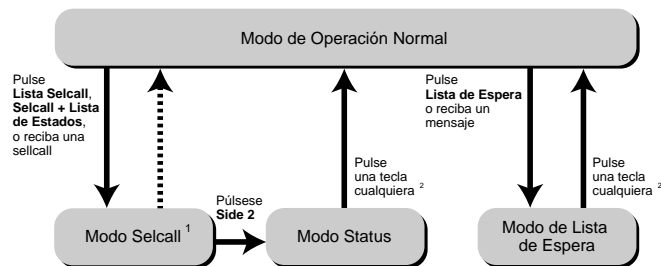 Modo de Operación Normal
Pulse
Lista Selcall,
Selcall + Lista
de Estados,
o reciba una
sellcall
Pulse
Lista de Espera
o reciba un
mensaje
Pulse
una tecla
cualquiera 2
Pulse
una tecla
cualquiera 2
Púlsese
Side 2
Modo Selcall 1
Modo Status
Modo de Lista
de Espera